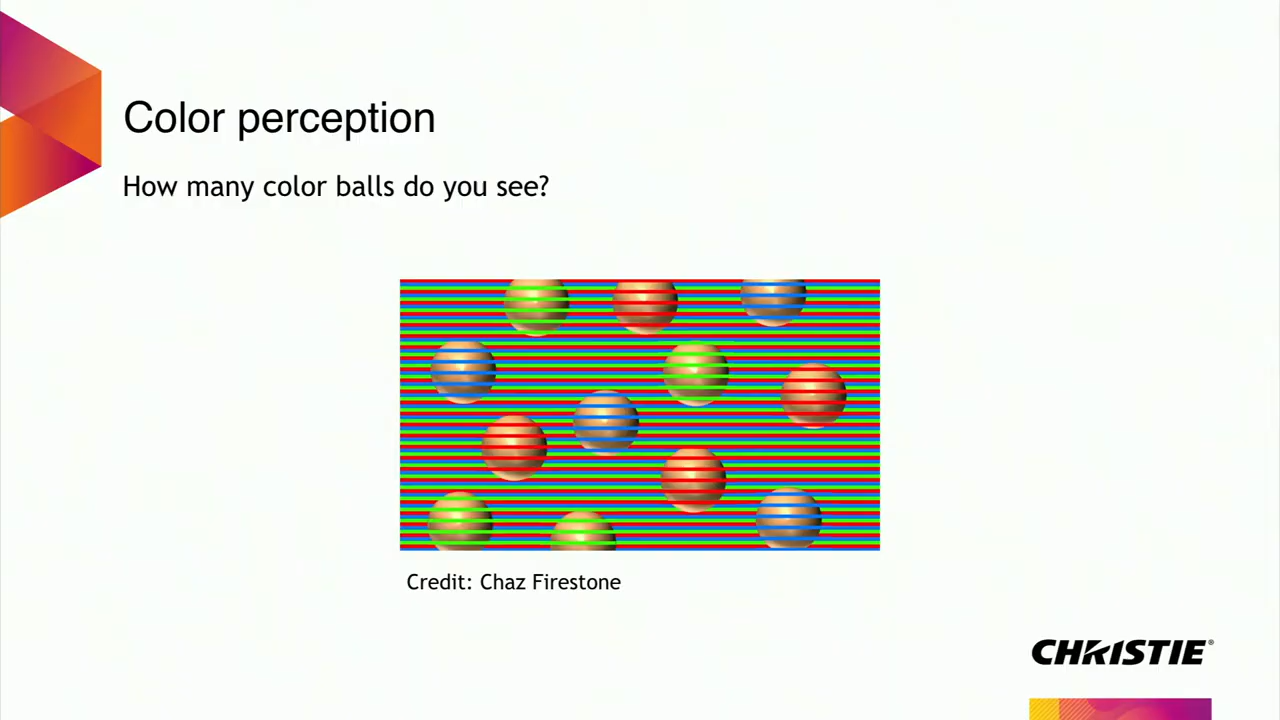 Color perception
How many color balls do you see?
Credit: Chaz Firestone
CHRISTIE®